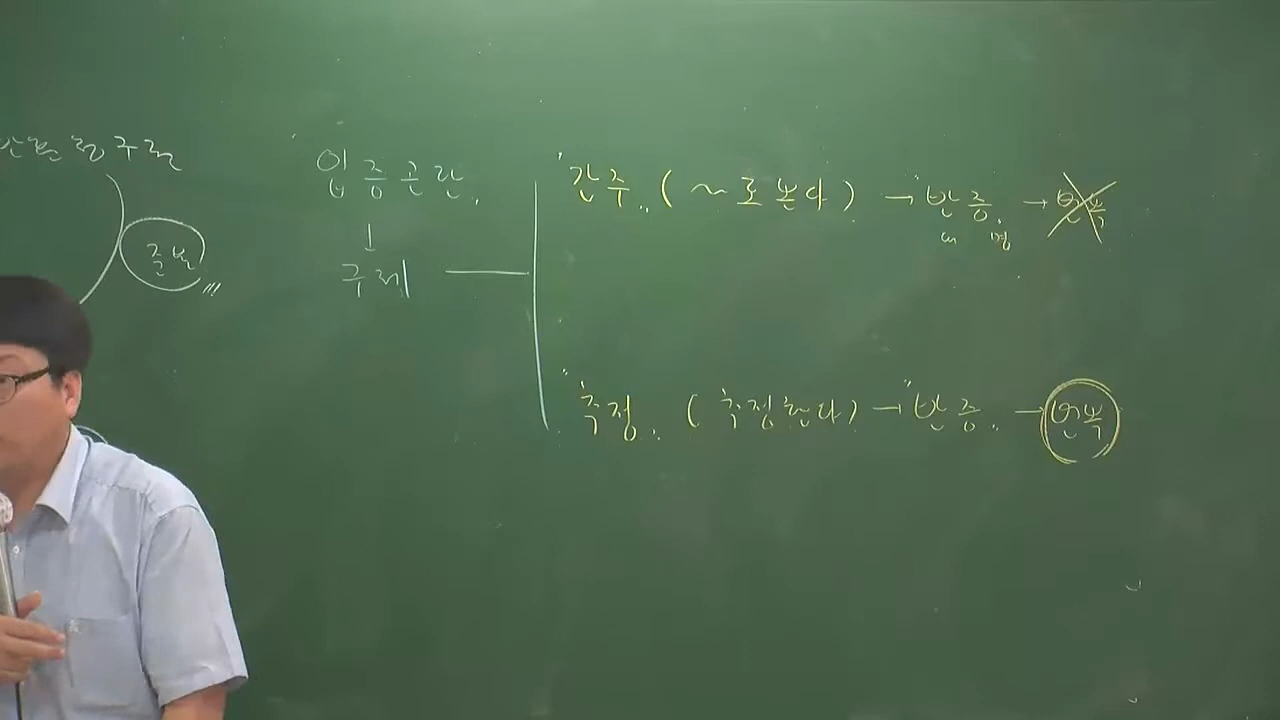 입증곤란
↓
구제
간주 (~로 본다) → 반증 → 번복
추정 (추정한다) → 반증 → 번복